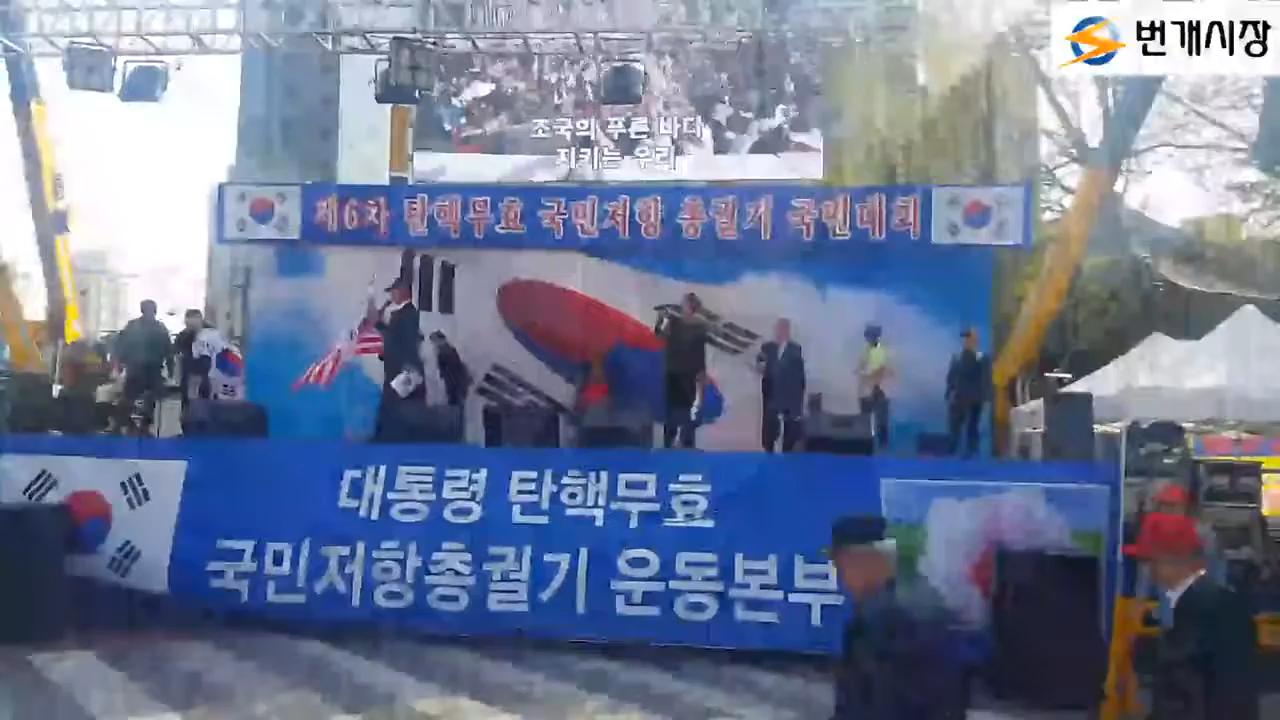 번개시장
조국의 푸른 바다
지키는 우리
제6차 탄핵무효 국민저항 총궐기 국민대회
대통령 탄핵무효
국민저항총궐기 운동본부